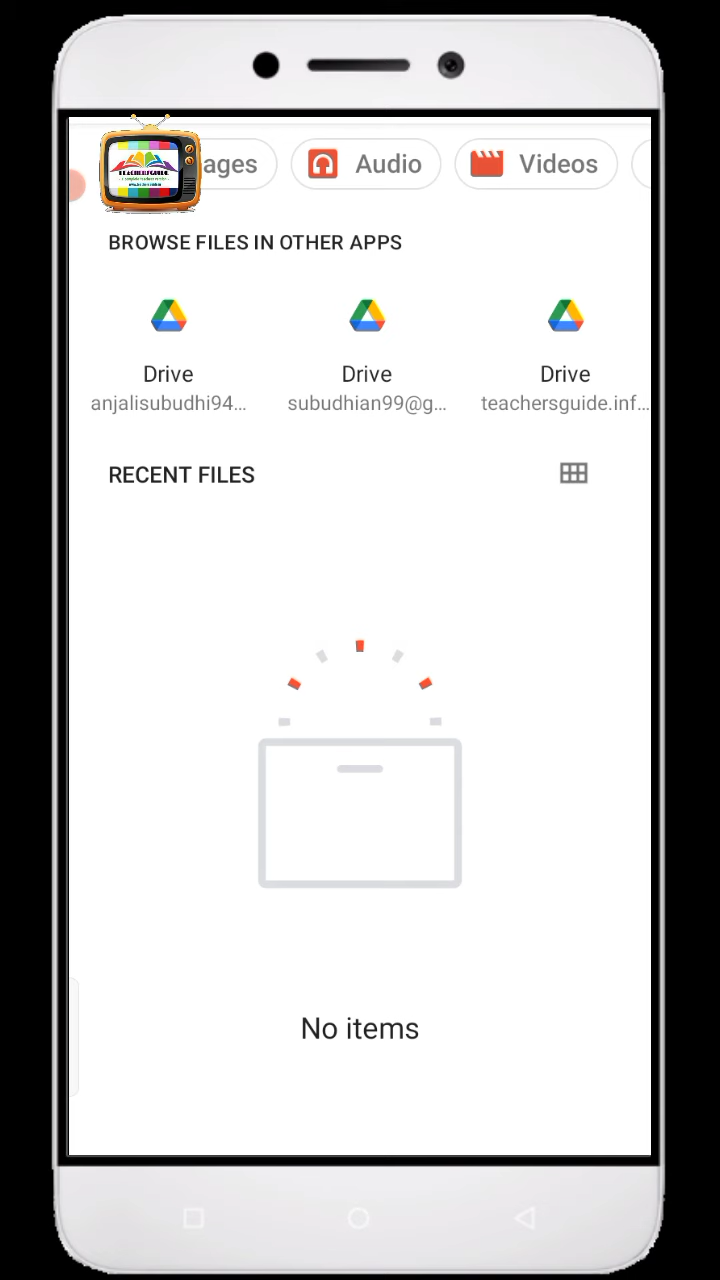 TEACHERSGUIDE
ages
Audio
Videos
BROWSE FILES IN OTHER APPS
Drive
Drive
Drive
anjalisubudhi94...
subudhian99@g...
teachersguide.inf...
RECENT FILES
No items